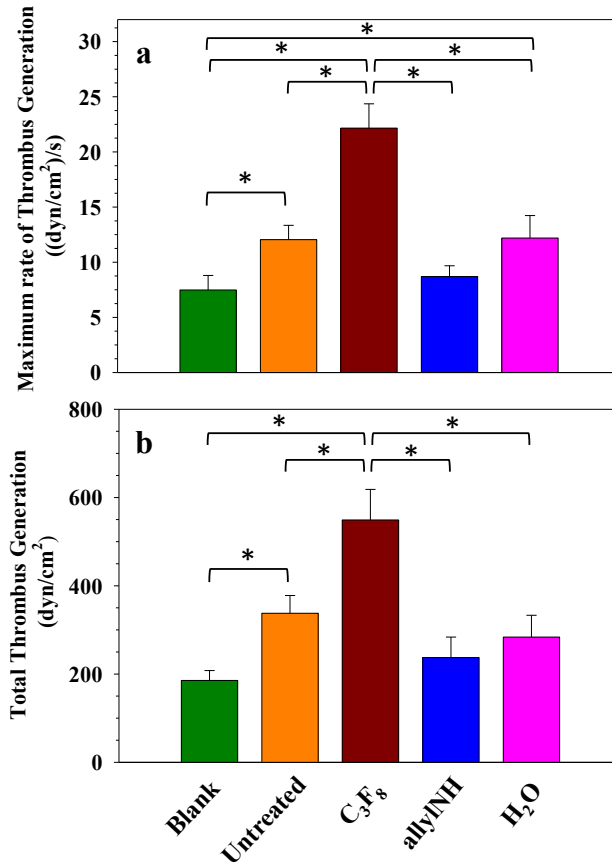 Maximum rate of Thrombus Generation
((dyn/cm²)/s)
30
25
20
15
10
5
0
a
*
*
*
*
*
*
Total Thrombus Generation
(dyn/cm²)
800
600
400
200
0
b
*
*
*
*
*
Blank
Untreated
C₃F₈
allylNH
H₂O